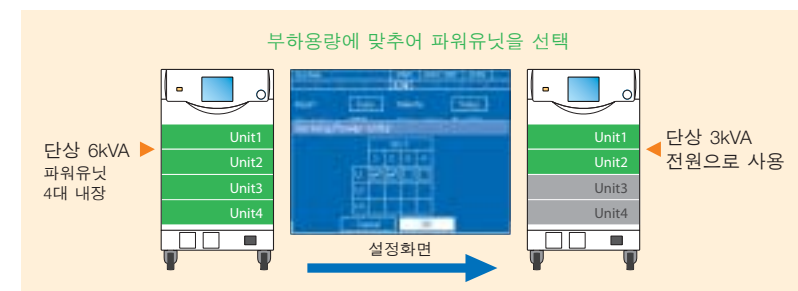 부하용량에 맞추어 파워유닛을 선택
단상 6kVA
파워유닛
4대 내장
Unit1
Unit2
Unit3
Unit4
Cancel
설정화면
Unit1
Unit2
Unit3
Unit4
단상 3kVA
전원으로 사용